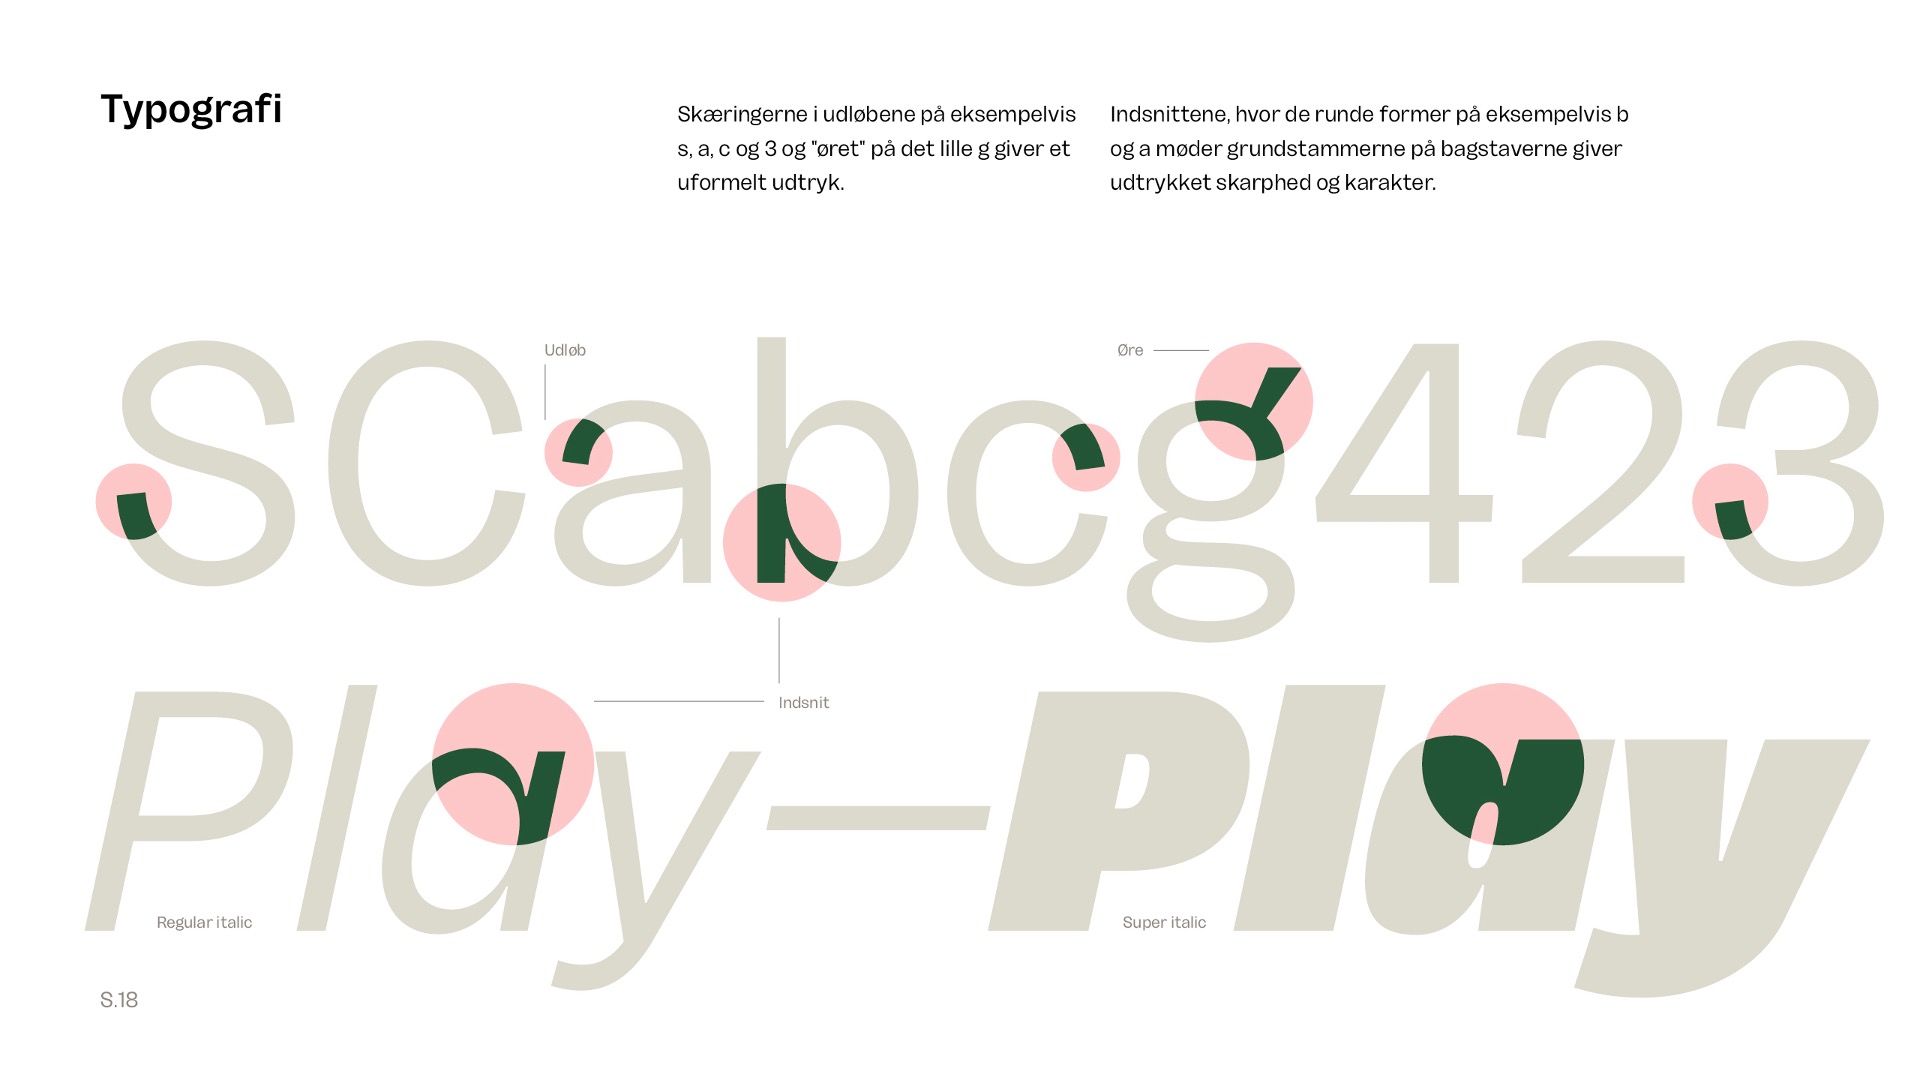 Typografi
Skæringerne i udløbene på eksempelvis
s, a, c og 3 og "øret" på det lille g giver et
uformelt udtryk.
Indsnittene, hvor de runde former på eksempelvis b
og a møder grundstammerne på bagstaverne giver
udtrykket skarphed og karakter.
Udløb
Øre
SCabcg423
Indsnit
Play—Play
Regular italic
Super italic
S.18